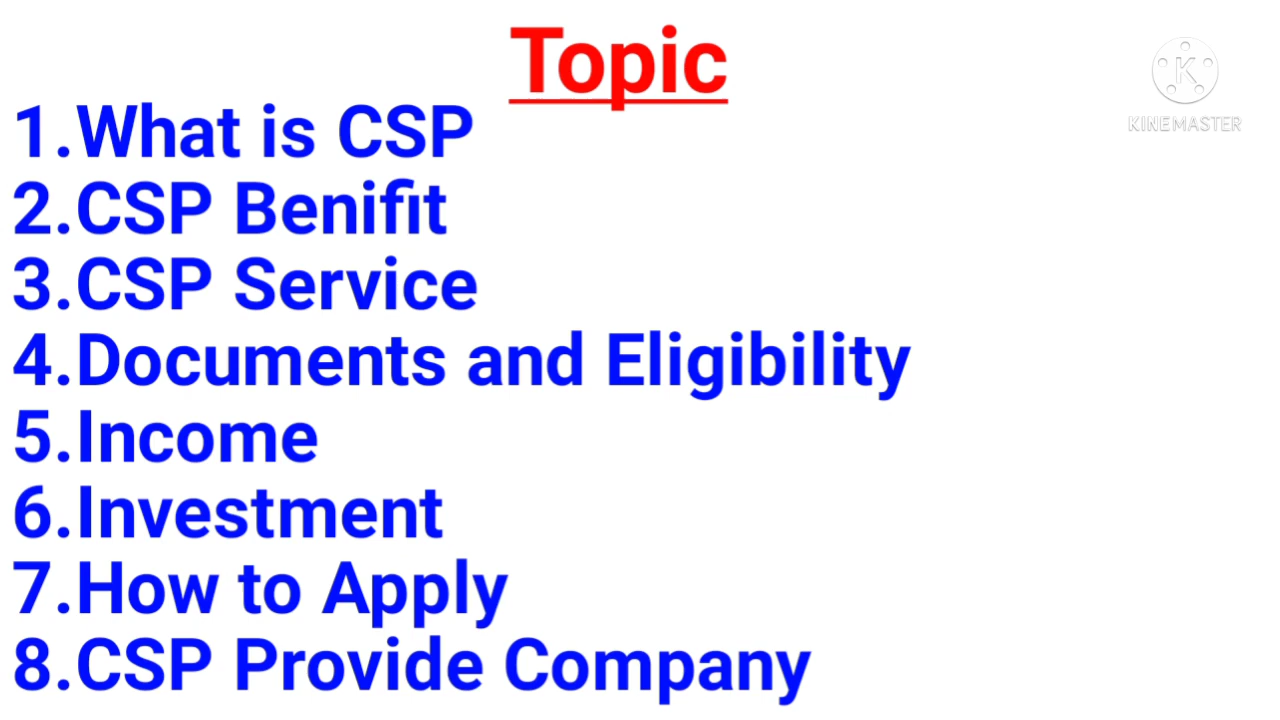 Topic
K
KINEMASTER
1.What is CSP
2.CSP Benifit
3.CSP Service
4.Documents and Eligibility
5.Income
6.Investment
7.How to Apply
8.CSP Provide Company